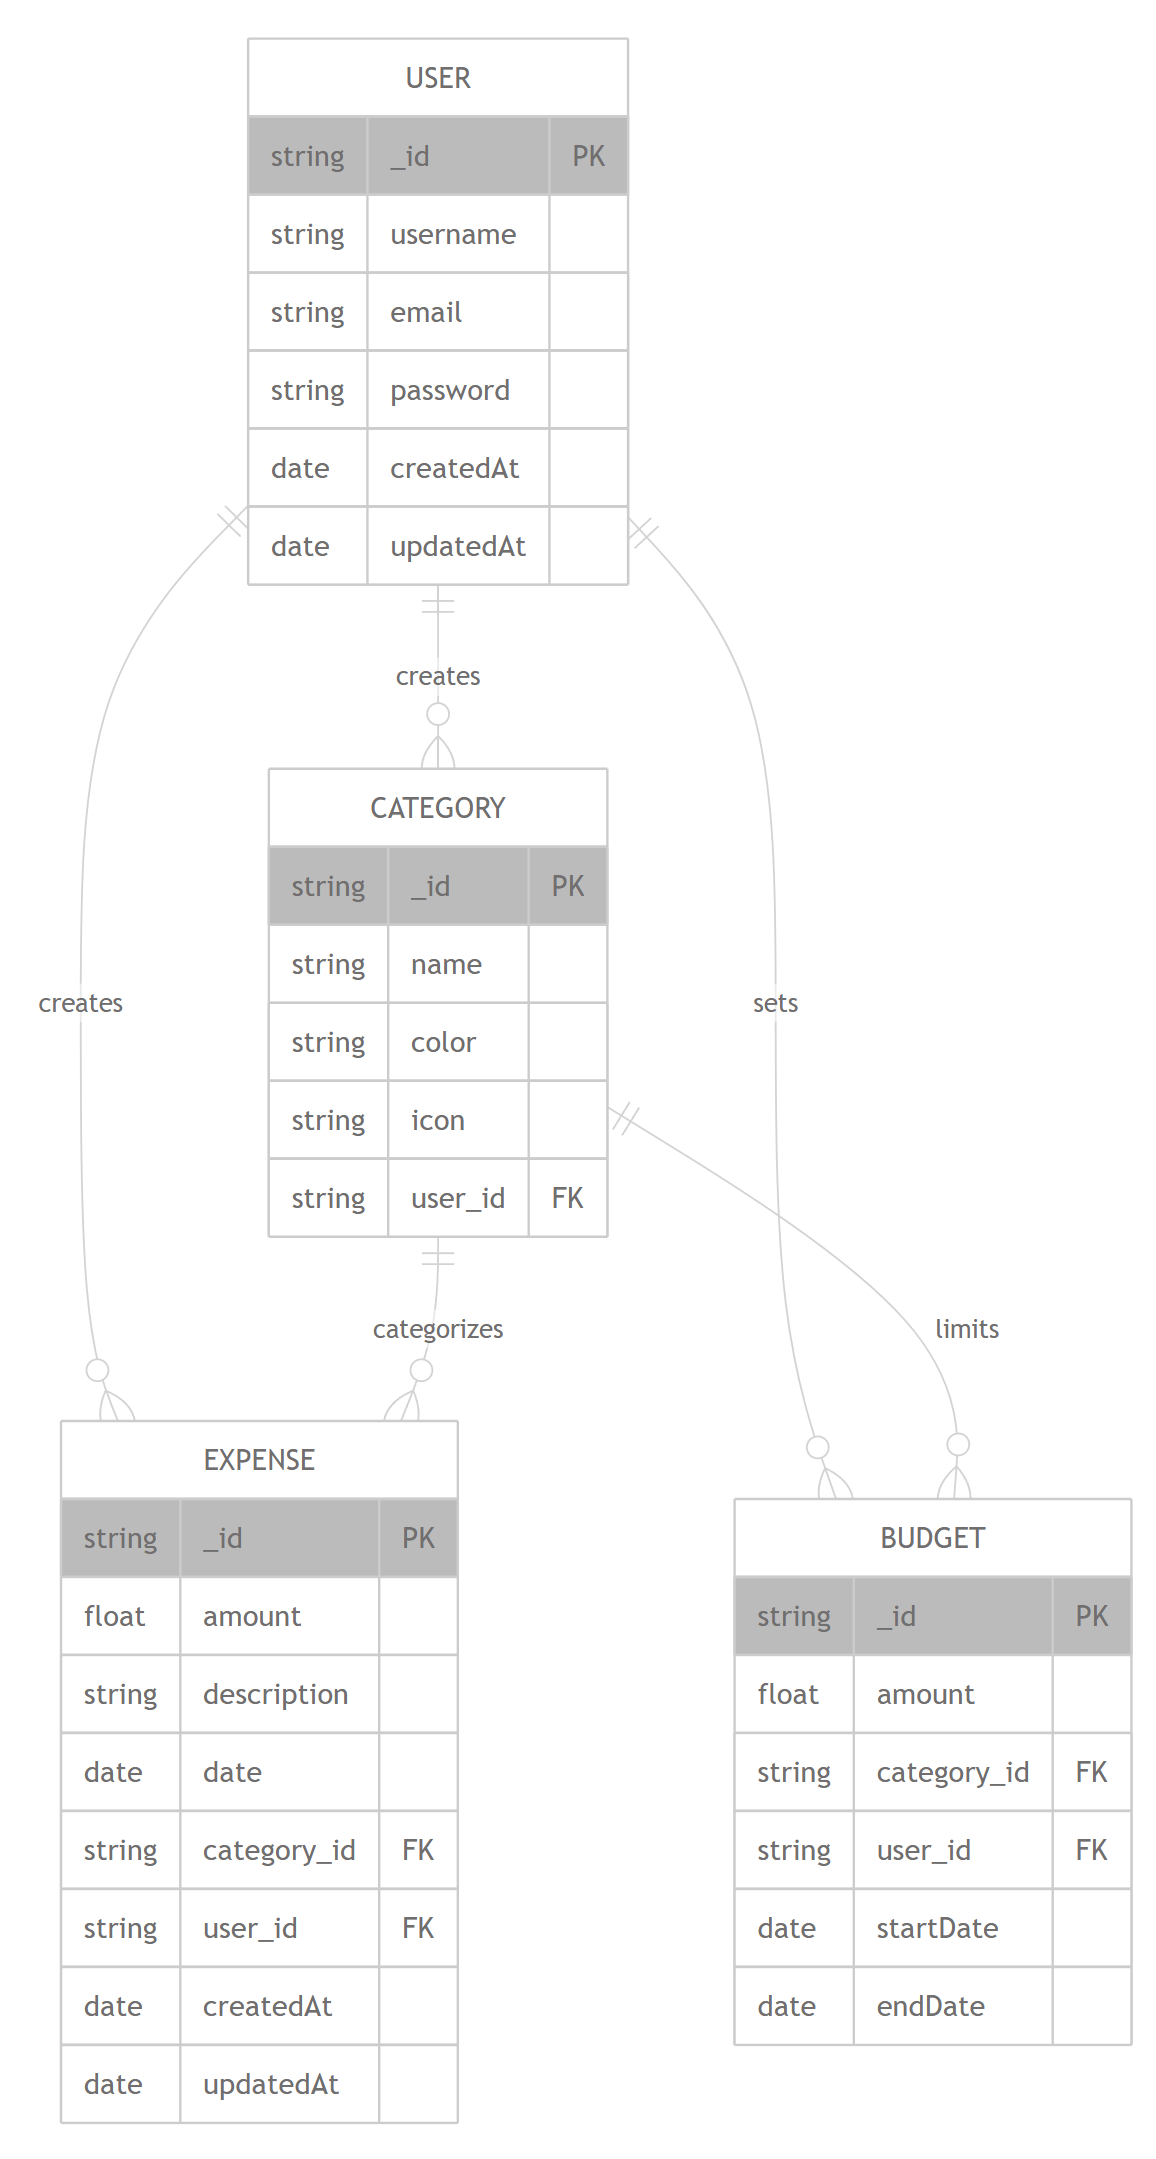 USER
string _id PK
string username
string email
string password
date createdAt
date updatedAt
creates
CATEGORY
string _id PK
string name
string color
string icon
string user_id FK
creates
sets
categorizes
limits
EXPENSE
string _id PK
float amount
string description
date date
string category_id FK
string user_id FK
date createdAt
date updatedAt
BUDGET
string _id PK
float amount
string category_id FK
string user_id FK
date startDate
date endDate